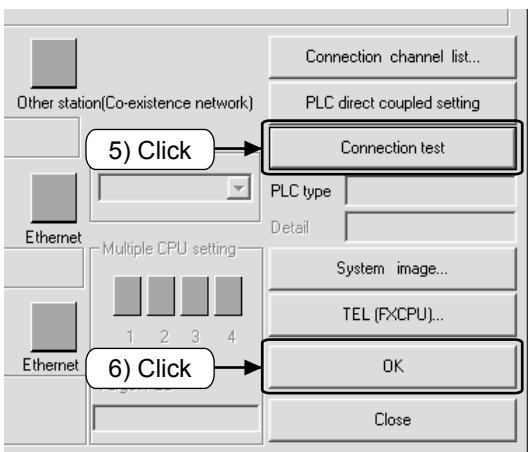 Connection channel list...
Other station(Co-existence network)
PLC direct coupled setting
5) Click
Connection test
PLC type
Ethernet
Detail
Multiple CPU setting
System image...
1 2 3 4
TEL (FXCPU)...
Ethernet
6) Click
OK
Close